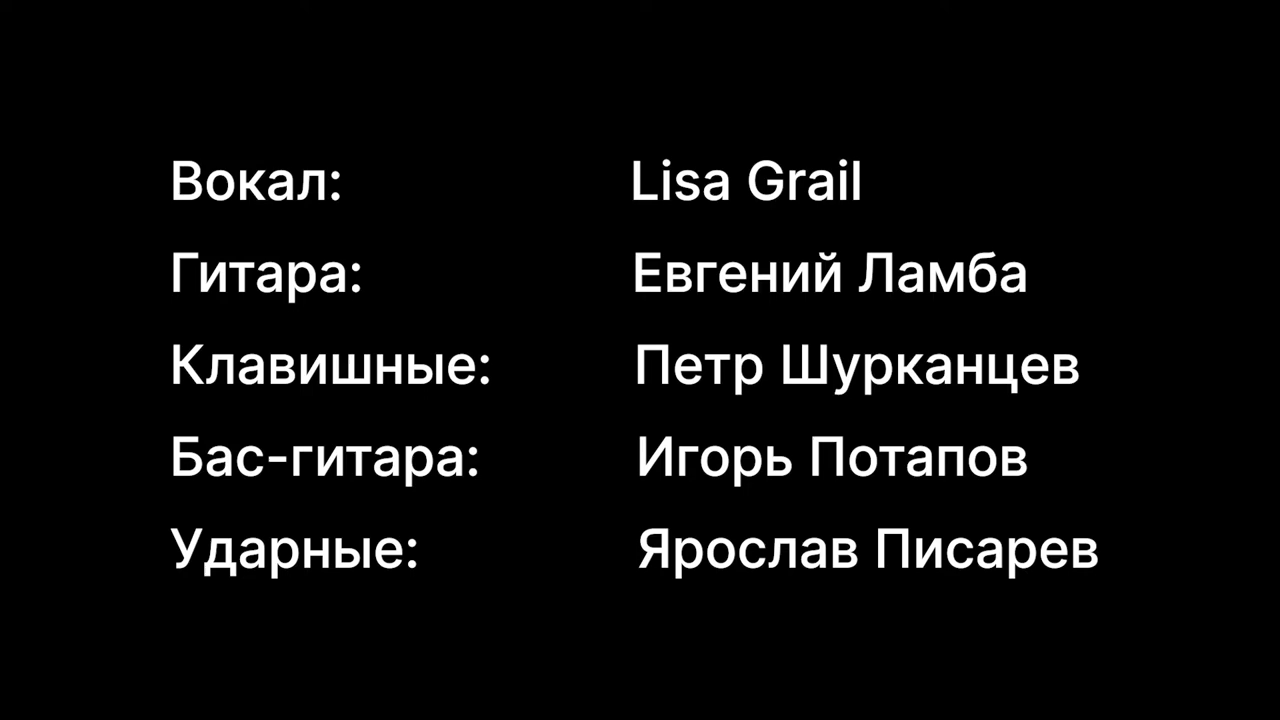 Вокал: Lisa Grail
Гитара: Евгений Ламба
Клавишные: Петр Шурканцев
Бас-гитара: Игорь Потапов
Ударные: Ярослав Писарев